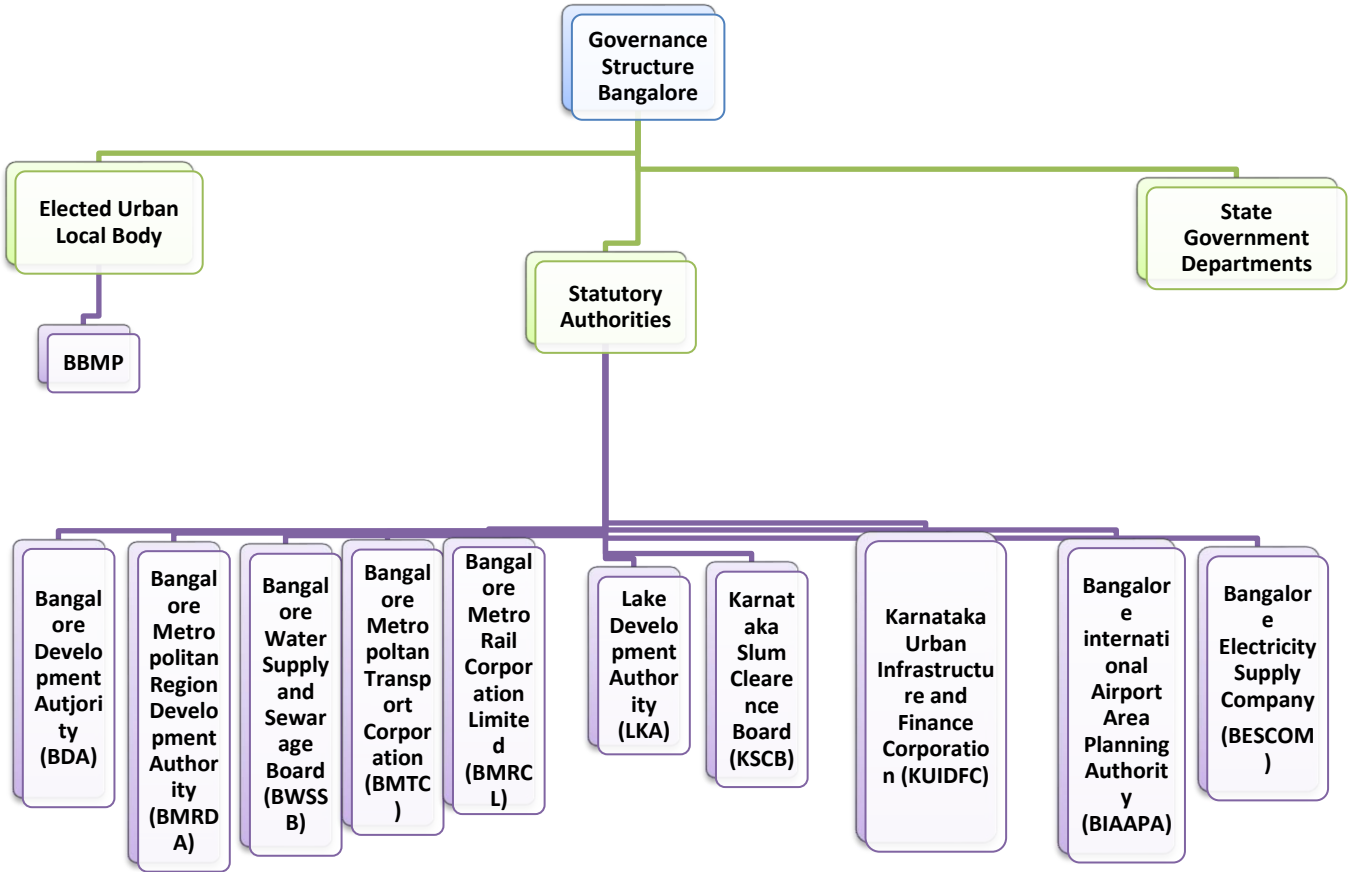 Governance
Structure
Bangalore
Elected Urban
Local Body
State
Government
Departments
Statutory
Authorities
BBMP
Bangal
ore
Develo
pment
Autjori
ty
(BDA)
Bangal
ore
Metro
politan
Region
Develo
pment
Author
ity
(BMRD
A)
Bangal
ore
Water
Supply
and
Sewar
age
Board
(BWSS
B)
Bangal
ore
Metro
poltan
Transp
ort
Corpor
ation
(BMTC
)
Bangal
ore
Metro
Rail
Corpor
ation
Limite
d
(BMRC
L)
Lake
Develo
pment
Author
ity
(LKA)
Karnat
aka
Slum
Cleare
nce
Board
(KSCB)
Karnataka
Urban
Infrastructu
re and
Finance
Corporatio
n (KUIDFC)
Bangalor
e
internati
onal
Airport
Area
Planning
Authorit
y
(BIAAPA)
Bangalor
e
Electricity
Supply
Company
(BESCOM
)